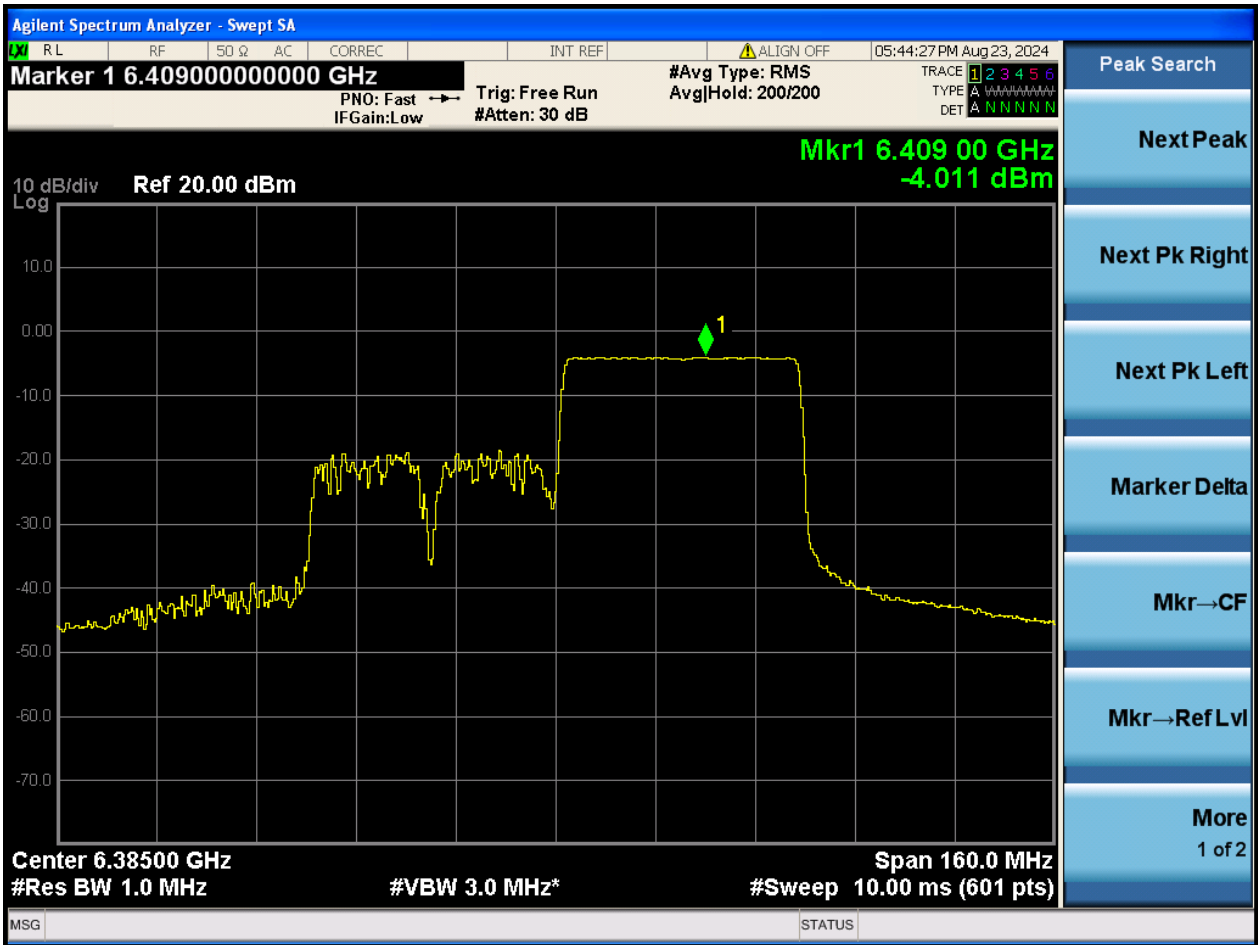 Agilent Spectrum Analyzer - Swept SA
LXI RL RF 50 Ω AC CORREC INT REF ALIGN OFF 05:44:27 PM Aug 23, 2024
Marker 1 6.409000000000 GHz
PNO: Fast
IFGain:Low
Trig: Free Run
#Atten: 30 dB
#Avg Type: RMS
Avg|Hold: 200/200
TRACE 1 2 3 4 5 6
TYPE A WWWWW
DET A N N N N N
Mkr1 6.409 00 GHz
-4.011 dBm
10 dB/div Ref 20.00 dBm
Log
10.0
0.00
1
-10.0
-20.0
-30.0
-40.0
-50.0
-60.0
-70.0
Center 6.38500 GHz Span 160.0 MHz
#Res BW 1.0 MHz #VBW 3.0 MHz* #Sweep 10.00 ms (601 pts)
MSG STATUS
Peak Search
Next Peak
Next Pk Right
Next Pk Left
Marker Delta
Mkr→CF
Mkr→Ref Lvl
More
1 of 2